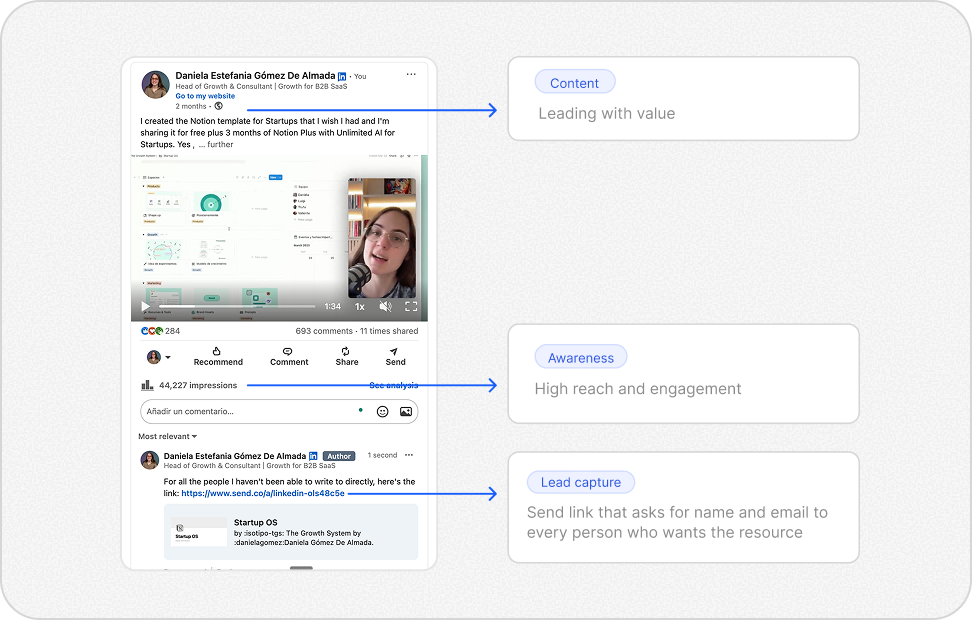 Daniela Estefania Gómez De Almada in • You
Head of Growth & Consultant | Growth for B2B SaaS
Go to my website
2 months •
I created the Notion template for Startups that I wish I had and I'm
sharing it for free plus 3 months of Notion Plus with Unlimited AI for
Startups. Yes , ... further
1:34 1x
284
693 comments · 11 times shared
Recommend Comment Share Send
44,227 impressions
See analysis
Añadir un comentario...
Most relevant
Daniela Estefania Gómez De Almada in Author
1 second
Head of Growth & Consultant | Growth for B2B SaaS
For all the people I haven't been able to write to directly, here's the
link: https://www.send.co/a/linkedin-ols48c5e
Startup OS
Startup OS
by :isotipo-tgs: The Growth System by
:danielagomez:Daniela Gómez De Almada.
Content
Leading with value
Awareness
High reach and engagement
Lead capture
Send link that asks for name and email to
every person who wants the resource